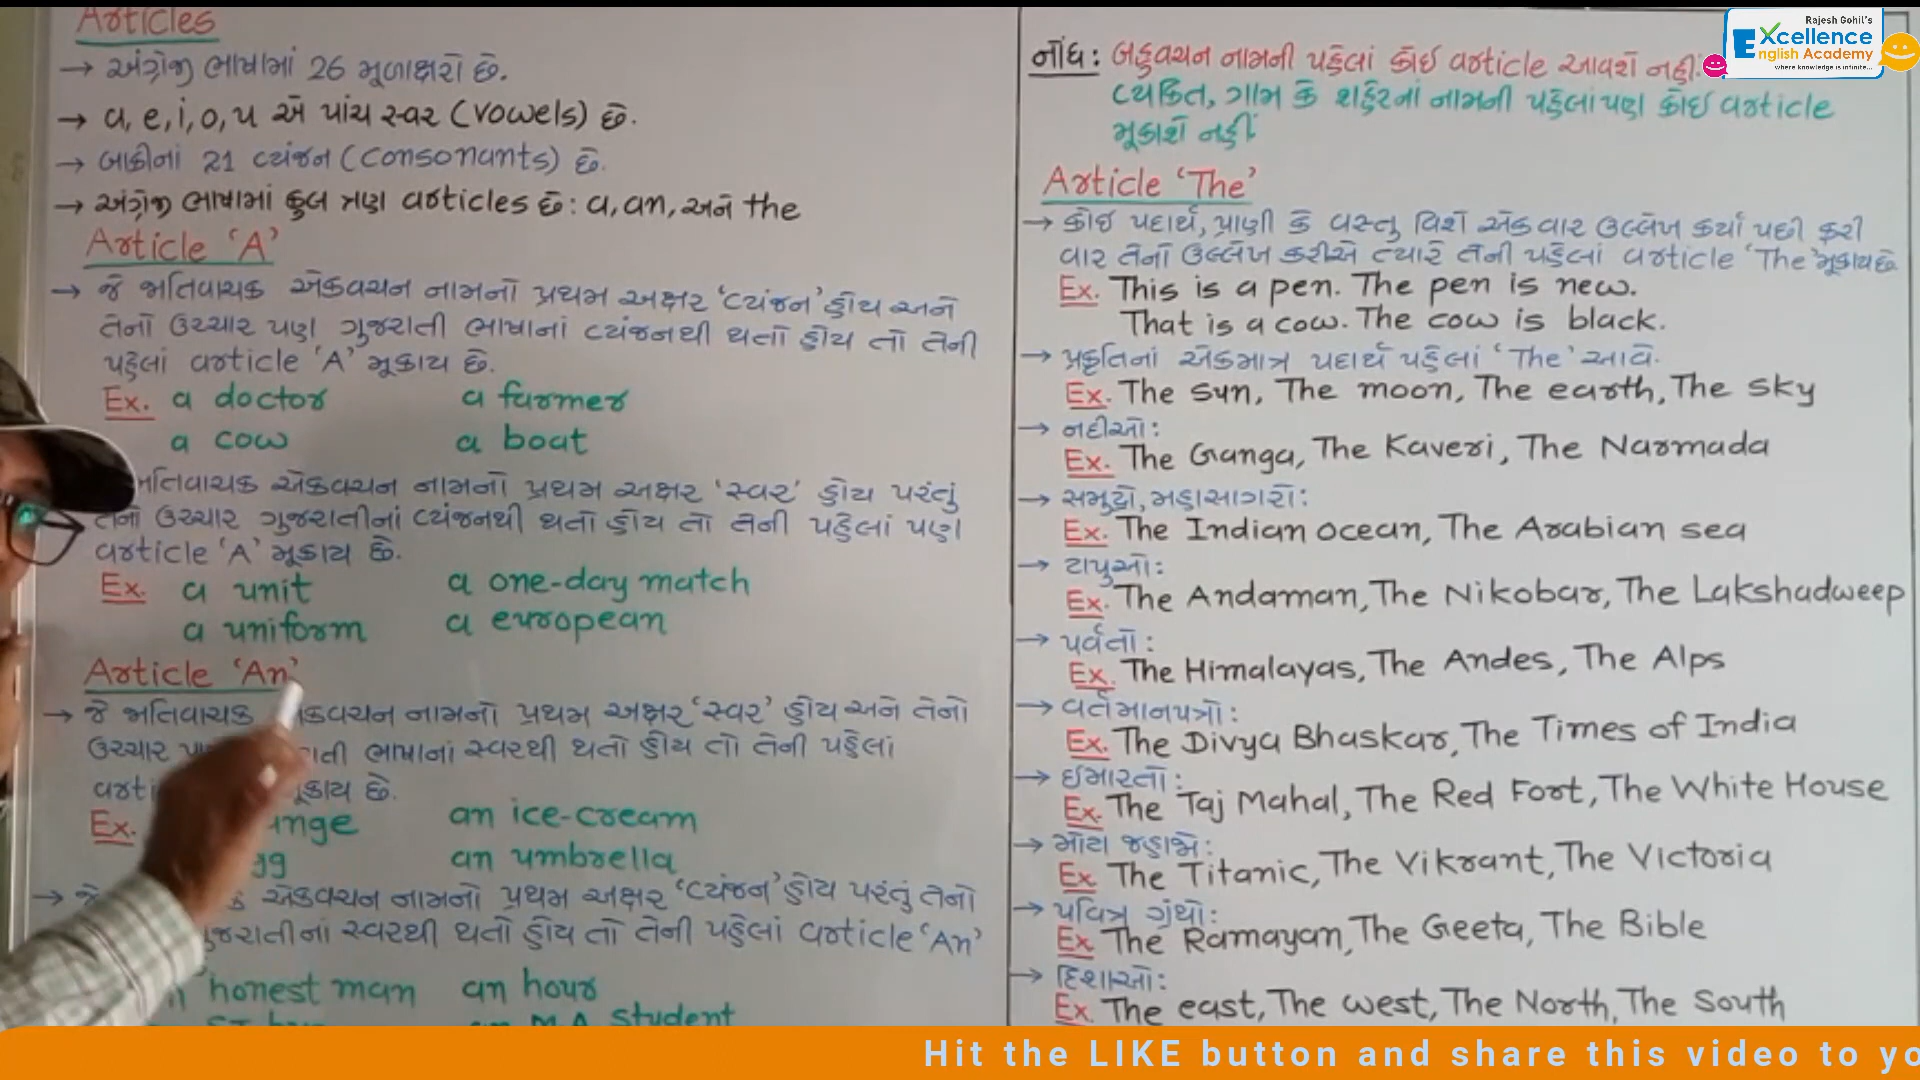 Articles
→ અંગ્રેજી ભાષામાં 26 મૂળાક્ષરો છે.
→ a, e, i, o, u એ પાંચ સ્વર (vowels) છે.
→ બાકીનાં 21 વ્યંજન (consonants) છે.
→ અંગ્રેજી ભાષામાં કુલ ત્રણ articles છે: a, an, અને the
Article 'A'
→ જે જાતિવાચક એકવચન નામનો પ્રથમ અક્ષર 'વ્યંજન' હોય અને
તેનો ઉચ્ચાર પણ ગુજરાતી ભાષાનાં વ્યંજનથી થતો હોય તો તેની
પહેલાં article 'A' મૂકાય છે.
Ex. a doctor a farmer
a cow a boat
જાતિવાચક એકવચન નામનો પ્રથમ અક્ષર 'સ્વર' હોય પરંતુ
તેનો ઉચ્ચાર ગુજરાતીનાં વ્યંજનથી થતો હોય તો તેની પહેલાં પણ
article 'A' મૂકાય છે.
Ex. a unit a one-day match
a uniform a european
Article 'An'
→ જે જાતિવાચક કવચન નામનો પ્રથમ અક્ષર 'સ્વર' હોય અને તેનો
ઉચ્ચાર ભાષાનાં સ્વરથી થતો હોય તો તેની પહેલાં
છે.
Ex. an ice-cream
an umbrella
→ એકવચન નામનો પ્રથમ અક્ષર 'વ્યંજન' હોય પરંતુ તેનો
ગુજરાતીનાં સ્વરથી થતો હોય તો તેની પહેલાં article 'An'
honest man an hour
M.A. student
નોંધ: બહુવચન નામની પહેલાં કોઈ article આવશે નહીં.
વ્યકિત, ગામ કે શહેરનાં નામની પહેલાં પણ કોઈ article
મૂકાશે નહીં
Article 'The'
→ કોઈ પદાર્થ, પ્રાણી કે વસ્તુ વિશે એકવાર ઉલ્લેખ કર્યા પછી ફરી
વાર તેનો ઉલ્લેખ કરીએ ત્યારે તેની પહેલાં article 'The' મૂકાય છે.
Ex. This is a pen. The pen is new.
That is a cow. The cow is black.
→ પ્રકૃતિનાં એકમાત્ર પદાર્થ પહેલાં 'The' આવે.
Ex. The sun, The moon, The earth, The sky
→ નદીઓ:
Ex. The Ganga, The Kaveri, The Narmada
→ સમુદ્રો, મહાસાગરો:
Ex. The Indian ocean, The Arabian sea
→ ટાપુઓ:
Ex. The Andaman, The Nikobar, The Lakshadweep
→ પર્વતો:
Ex. The Himalayas, The Andes, The Alps
→ વર્તમાનપત્રો:
Ex. The Divya Bhaskar, The Times of India
→ ઈમારતો:
Ex. The Taj Mahal, The Red Fort, The White House
→ મોટા જહાજો:
Ex. The Titanic, The Vikrant, The Victoria
→ પવિત્ર ગ્રંથો:
Ex. The Ramayan, The Geeta, The Bible
→ દિશાઓ:
Ex. The east, The west, The North, The South
Rajesh Gohil's
EXcellence
English Academy
where knowledge is infinite...
Hit the LIKE button and share this video to yo